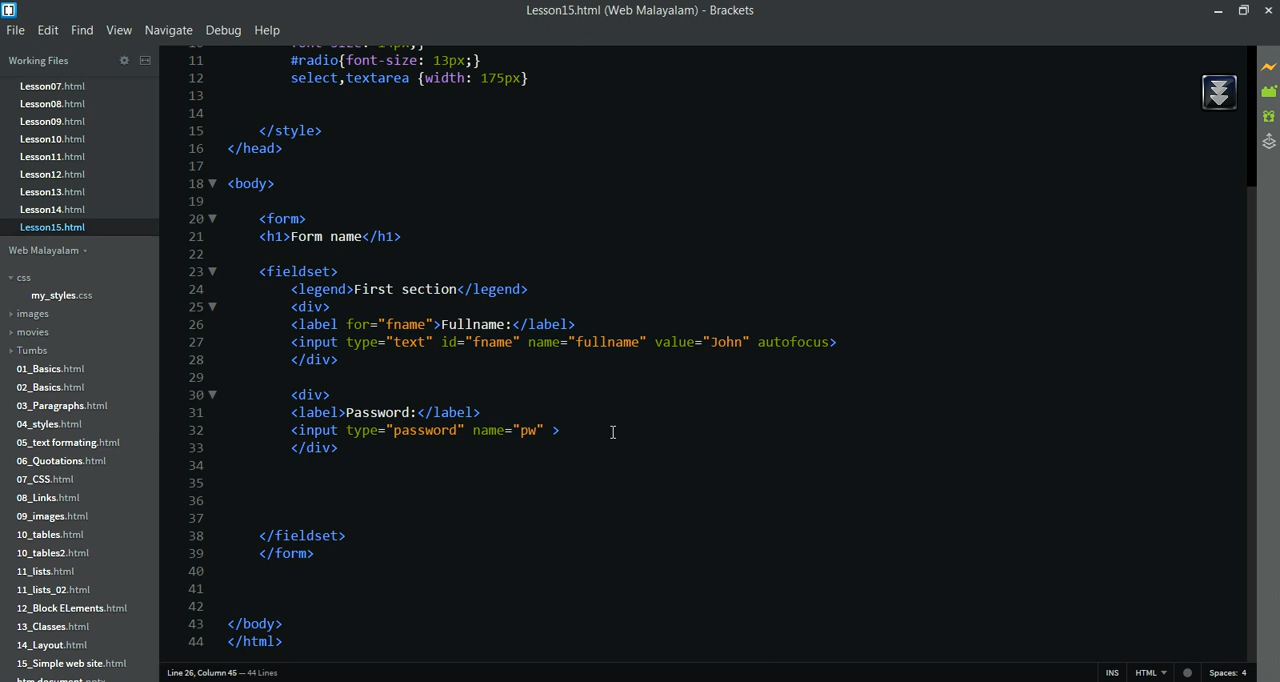 Lesson15.html (Web Malayalam) - Brackets
File Edit Find View Navigate Debug Help
Working Files
Lesson07.html
Lesson08.html
Lesson09.html
Lesson10.html
Lesson11.html
Lesson12.html
Lesson13.html
Lesson14.html
Lesson15.html
Web Malayalam
css
my_styles.css
images
movies
Tumbs
01_Basics.html
02_Basics.html
03_Paragraphs.html
04_styles.html
05_text formating.html
06_Quotations.html
07_CSS.html
08_Links.html
09_images.html
10_tables.html
10_tables2.html
11_lists.html
11_lists_02.html
12_Block ELements.html
13_Classes.html
14_Layout.html
15_Simple web site.html
11 #radio{font-size: 13px;}
12 select,textarea {width: 175px}
13
14
15 </style>
16 </head>
17
18 <body>
19
20 <form>
21 <h1>Form name</h1>
22
23 <fieldset>
24 <legend>First section</legend>
25 <div>
26 <label for="fname">Fullname:</label>
27 <input type="text" id="fname" name="fullname" value="John" autofocus>
28 </div>
29
30 <div>
31 <label>Password:</label>
32 <input type="password" name="pw" >
33 </div>
34
35
36
37
38 </fieldset>
39 </form>
40
41
42
43 </body>
44 </html>
Line 26, Column 45 — 44 Lines
INS HTML Spaces: 4